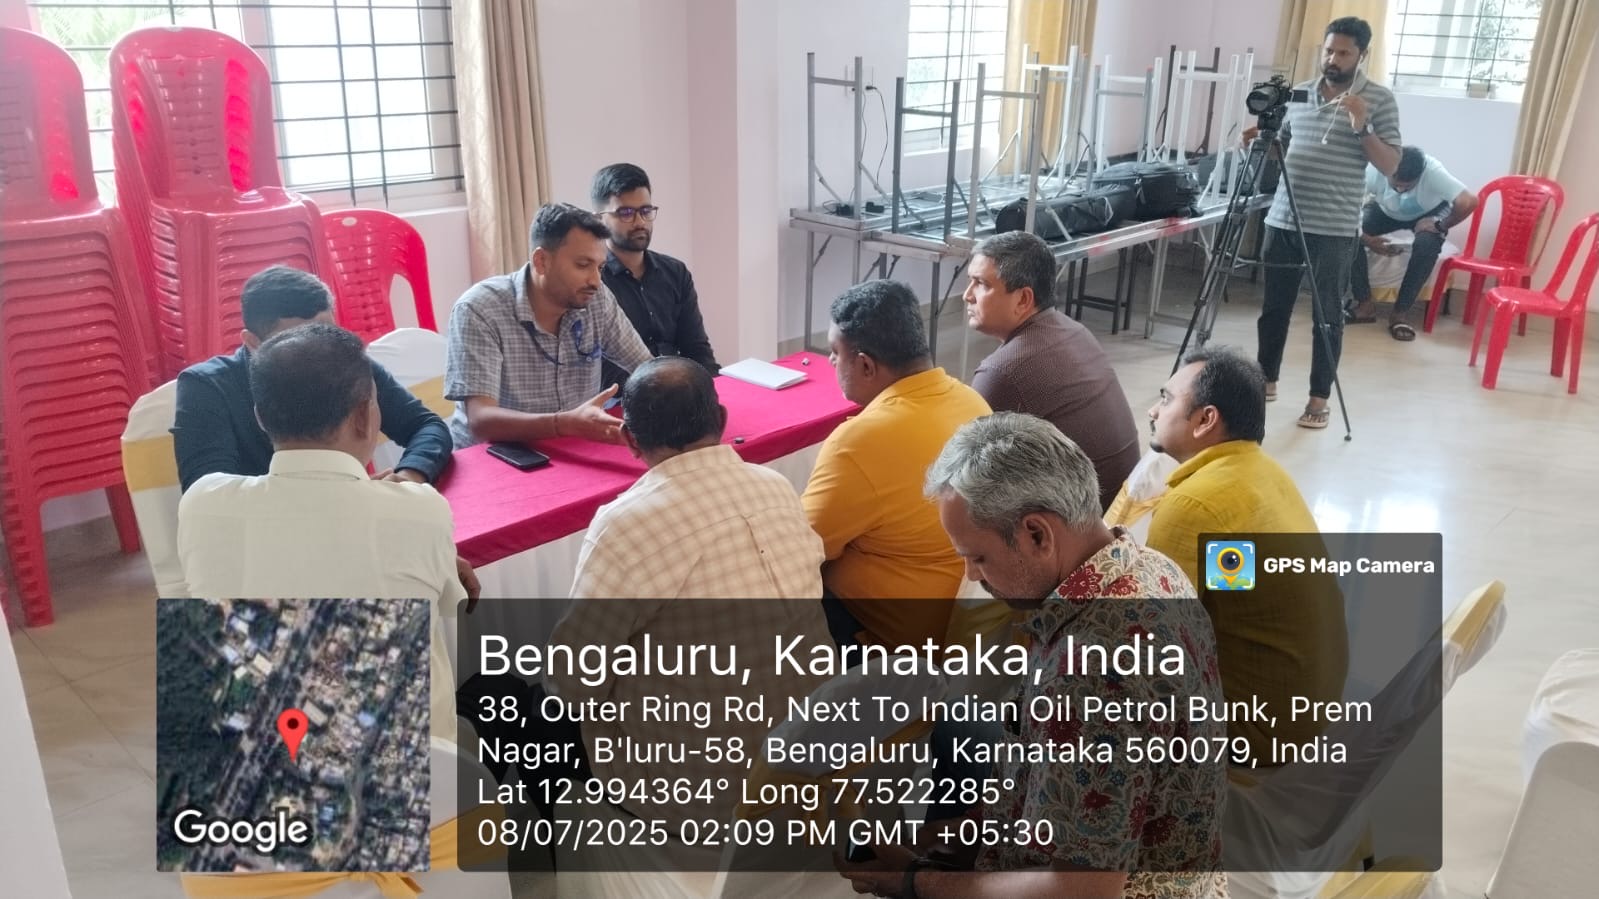 GPS Map Camera
Bengaluru, Karnataka, India
38, Outer Ring Rd, Next To Indian Oil Petrol Bunk, Prem
Nagar, B'luru-58, Bengaluru, Karnataka 560079, India
Lat 12.994364° Long 77.522285°
08/07/2025 02:09 PM GMT +05:30
Google